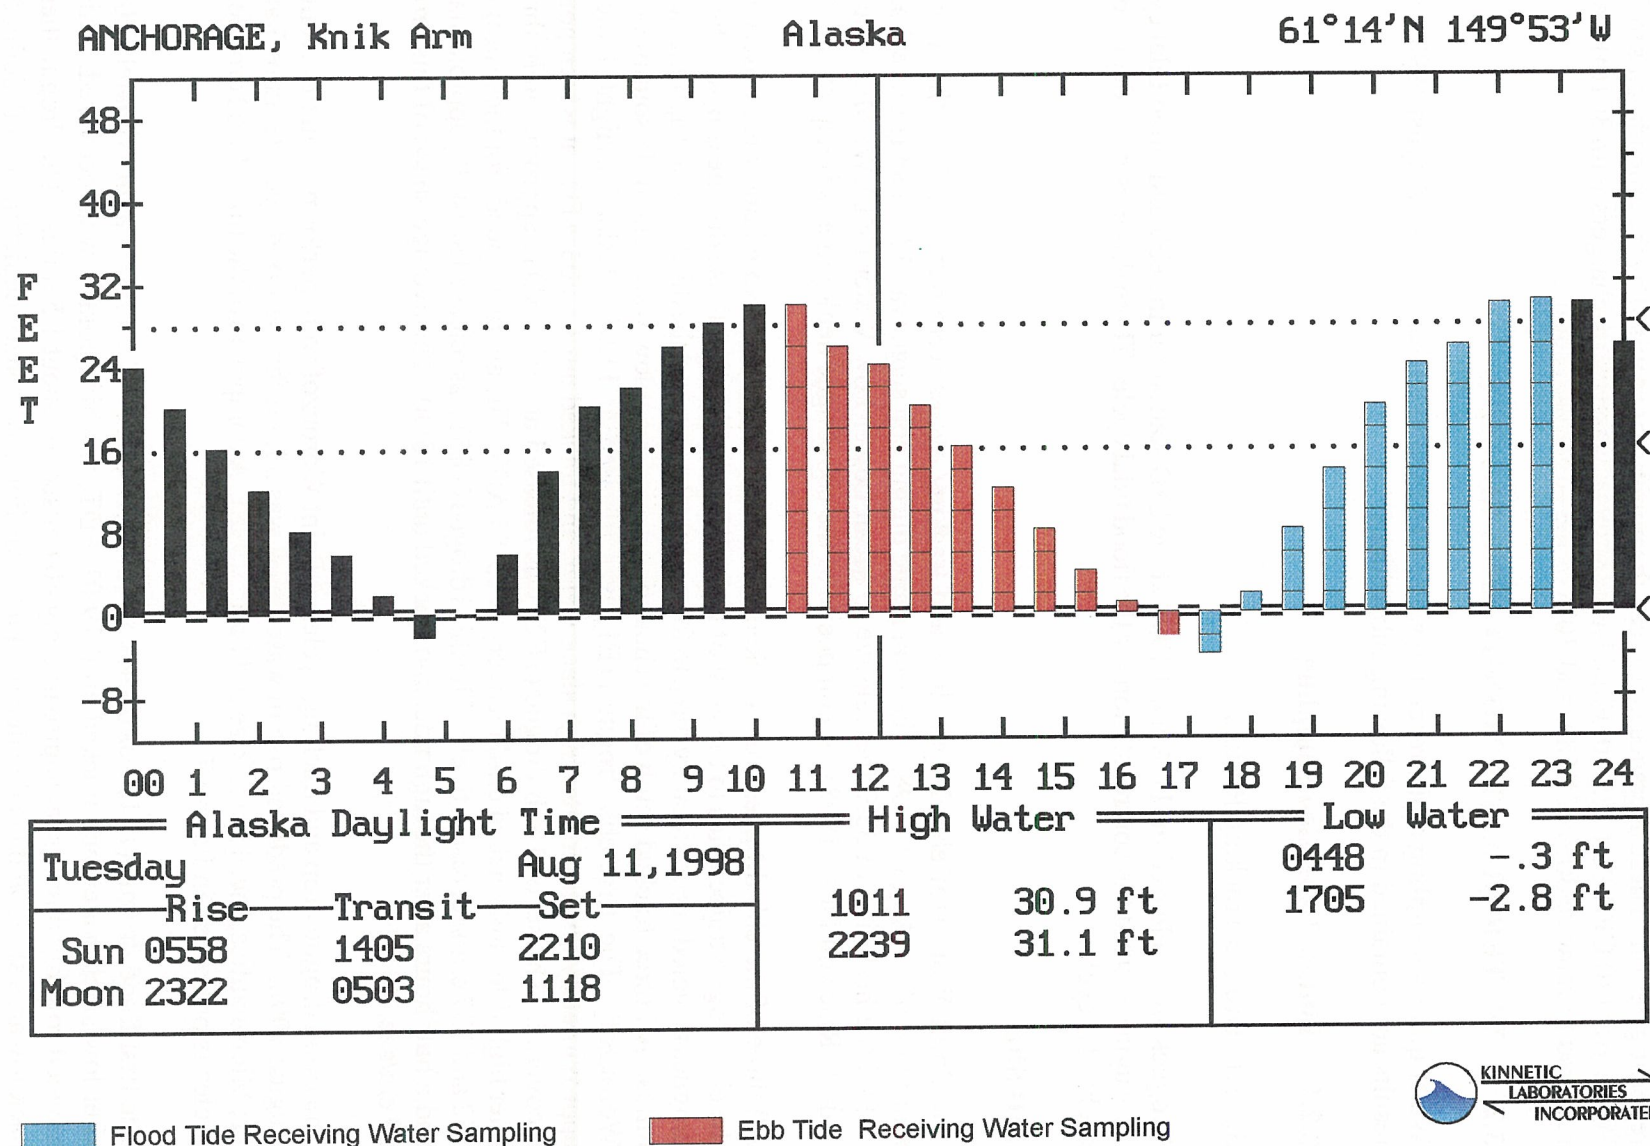 ANCHORAGE, Knik Arm Alaska 61°14'N 149°53'W
48
40
32
24
16
8
0
-8
FEET
00 1 2 3 4 5 6 7 8 9 10 11 12 13 14 15 16 17 18 19 20 21 22 23 24
Alaska Daylight Time High Water Low Water
Tuesday Aug 11,1998
Rise Transit Set
Sun 0558 1405 2210
Moon 2322 0503 1118
1011 30.9 ft
2239 31.1 ft
0448 -.3 ft
1705 -2.8 ft
KINNETIC
LABORATORIES
INCORPORATE
Flood Tide Receiving Water Sampling
Ebb Tide Receiving Water Sampling